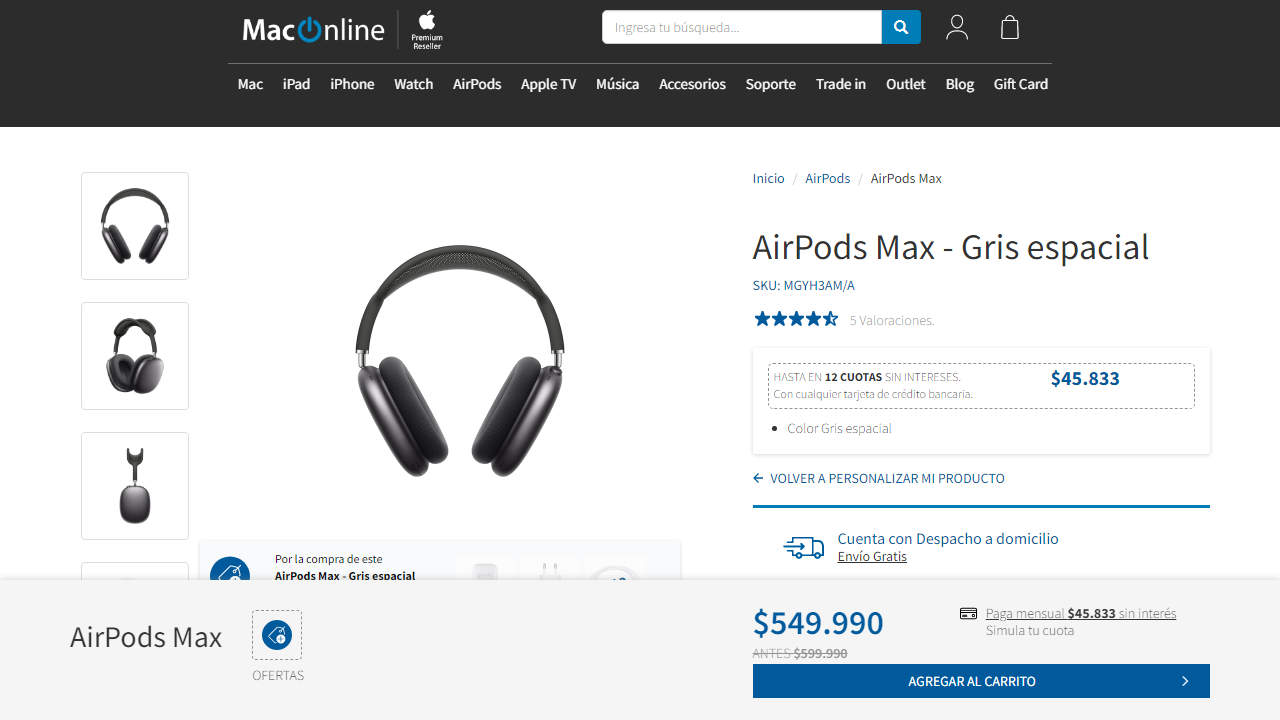 Mac Online
Premium
Reseller
Ingresa tu búsqueda...
Mac
iPad
iPhone
Watch
AirPods
Apple TV
Música
Accesorios
Soporte
Trade in
Outlet
Blog
Gift Card
Inicio / AirPods / AirPods Max
AirPods Max - Gris espacial
SKU: MGYH3AM/A
5 Valoraciones.
HASTA EN 12 CUOTAS SIN INTERESES.
$45.833
Con cualquier tarjeta de crédito bancaria.
Color Gris espacial
VOLVER A PERSONALIZAR MI PRODUCTO
Cuenta con Despacho a domicilio
Envío Gratis
Por la compra de este
AirPods Max - Gris espacial
AirPods Max
OFERTAS
$549.990
ANTES $599.990
Paga mensual $45.833 sin interés
Simula tu cuota
AGREGAR AL CARRITO